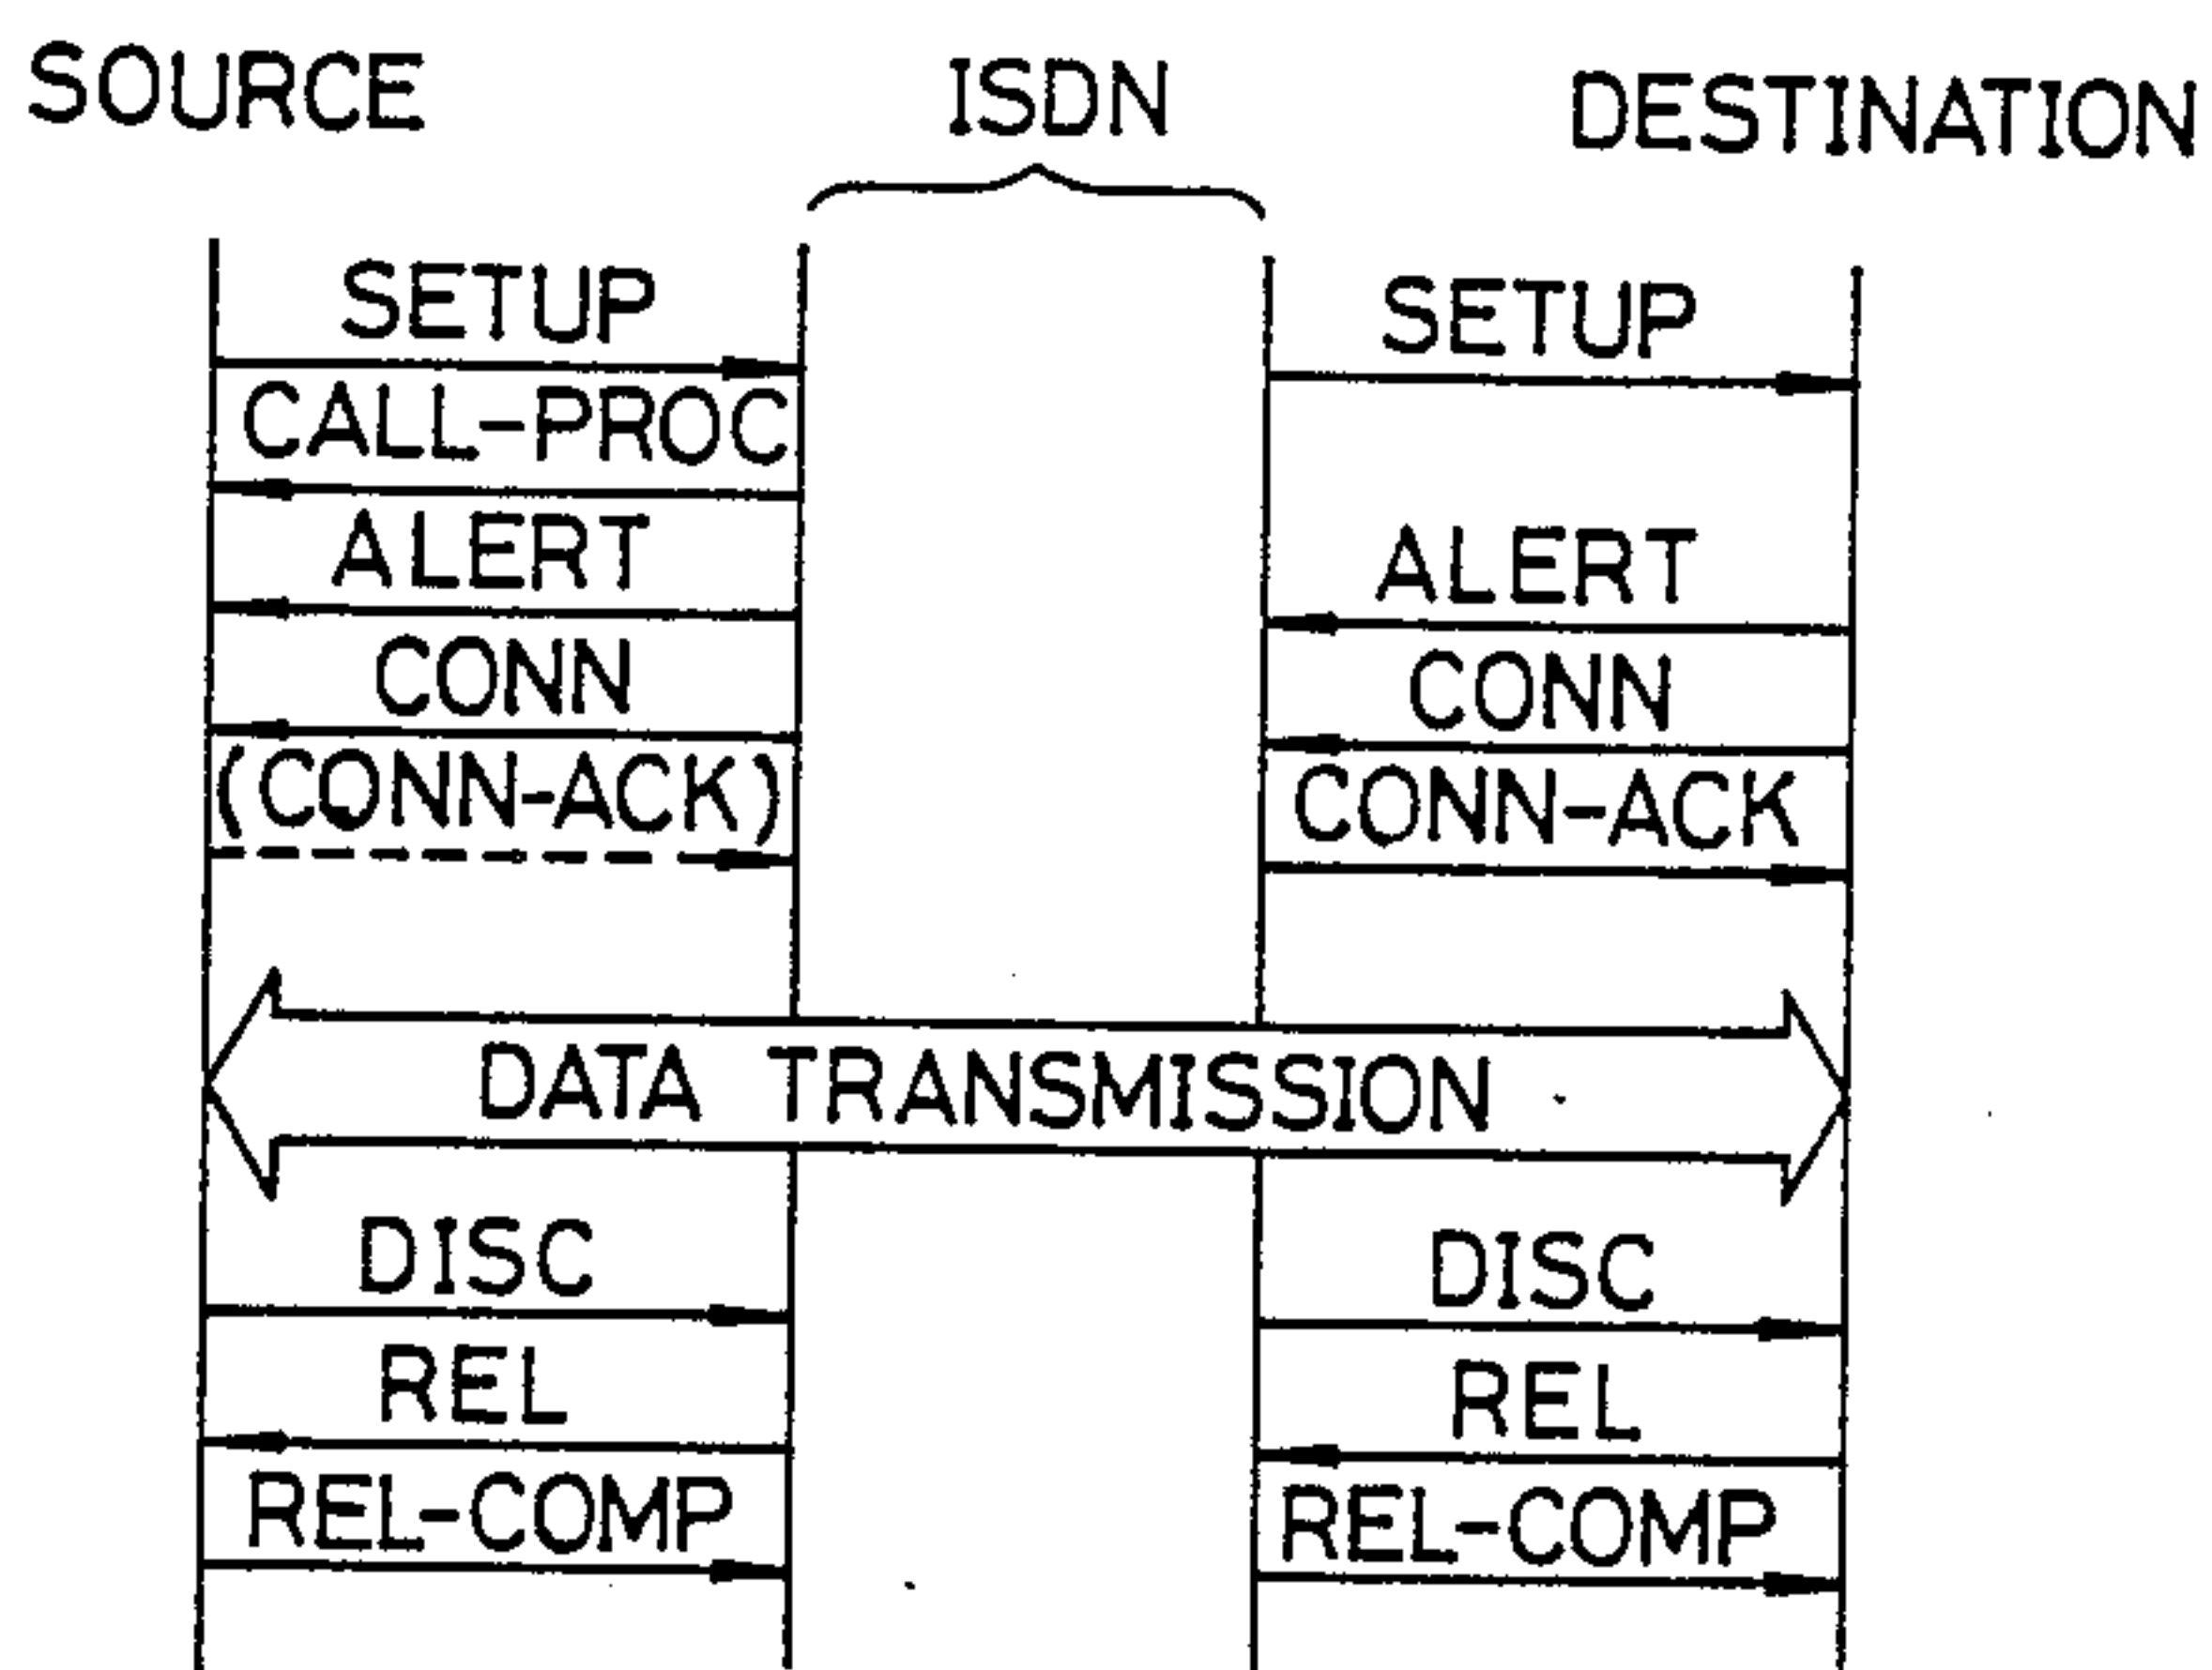 SOURCE
ISDN
DESTINATION
SETUP
SETUP
CALL-PROC
ALERT
ALERT
CONN
CONN
(CONN-ACK)
CONN-ACK
DATA TRANSMISSION
DISC
DISC
REL
REL
REL-COMP
REL-COMP